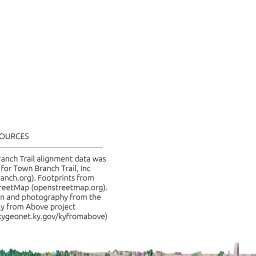 OURCES
ranch Trail alignment data was
for Town Branch Trail, Inc
ranch.org). Footprints from
reetMap (openstreetmap.org).
n and photography from the
y from Above project
kygeonet.ky.gov/kyfromabove)